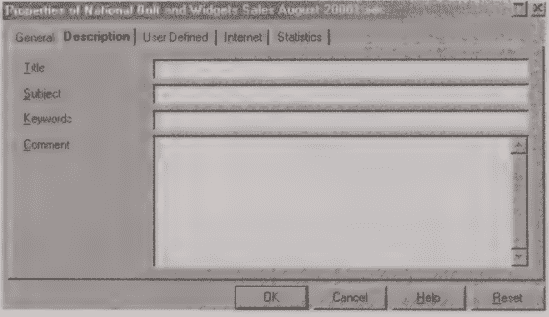 Properties of National Bolt and Widgets Sales August 2000
General Description User Defined Internet Statistics
Title
Subject
Keywords
Comment
OK Cancel Help Reset